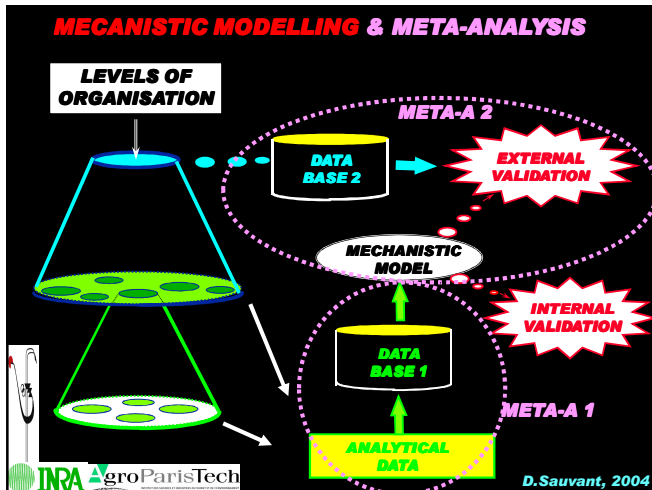 MECANISTIC MODELLING & META-ANALYSIS
LEVELS OF
ORGANISATION
META-A 2
DATA
BASE 2
EXTERNAL
VALIDATION
MECHANISTIC
MODEL
INTERNAL
VALIDATION
DATA
BASE 1
META-A 1
ANALYTICAL
DATA
INRA
AgroParisTech
D.Sauvant, 2004